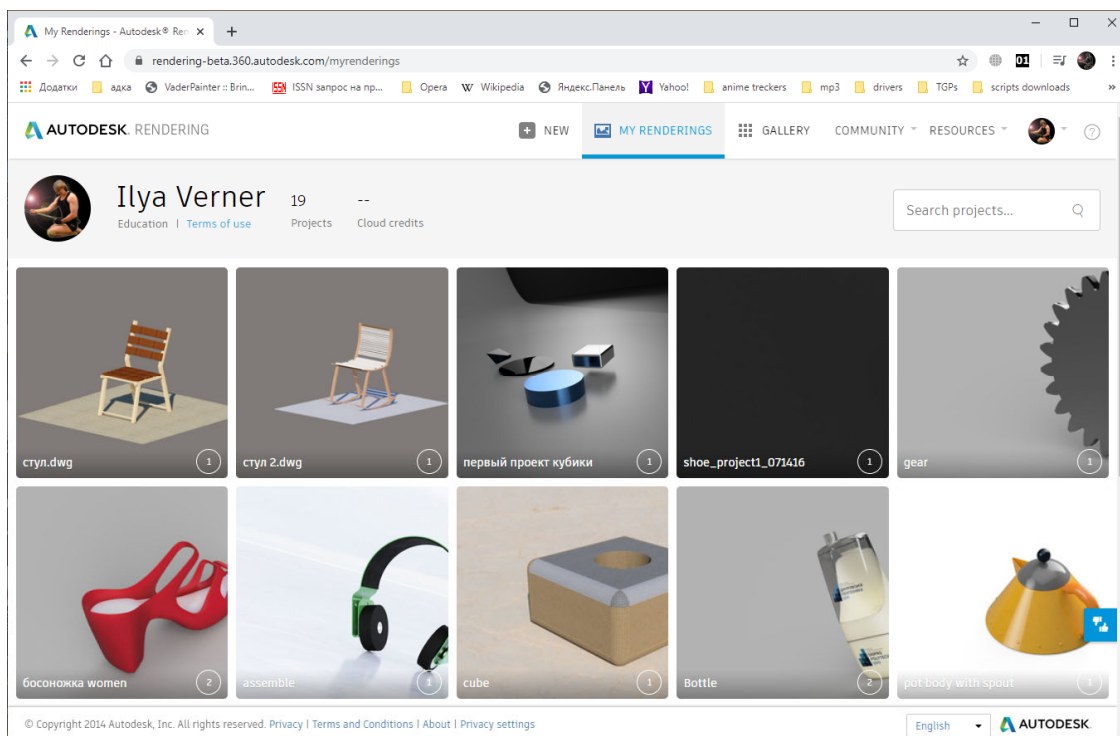 My Renderings - Autodesk® Ren
rendering-beta.360.autodesk.com/myrenderings
Додатки адка VaderPainter :: Brin... ISSN запрос на пр... Opera Wikipedia Яндекс.Панель Yahoo! anime treckers mp3 drivers TGPs scripts downloads »
AUTODESK. RENDERING NEW MY RENDERINGS GALLERY COMMUNITY RESOURCES ?
Ilya Verner 19 --
Education | Terms of use Projects Cloud credits
Search projects...
стул.dwg 1 стул 2.dwg 1 первый проект кубики 1 shoe_project1_071416 1 gear 1
босоножка women 2 assemble 1 cube 1 Bottle 2 pot body with spout
© Copyright 2014 Autodesk, Inc. All rights reserved. Privacy | Terms and Conditions | About | Privacy settings English AUTODESK